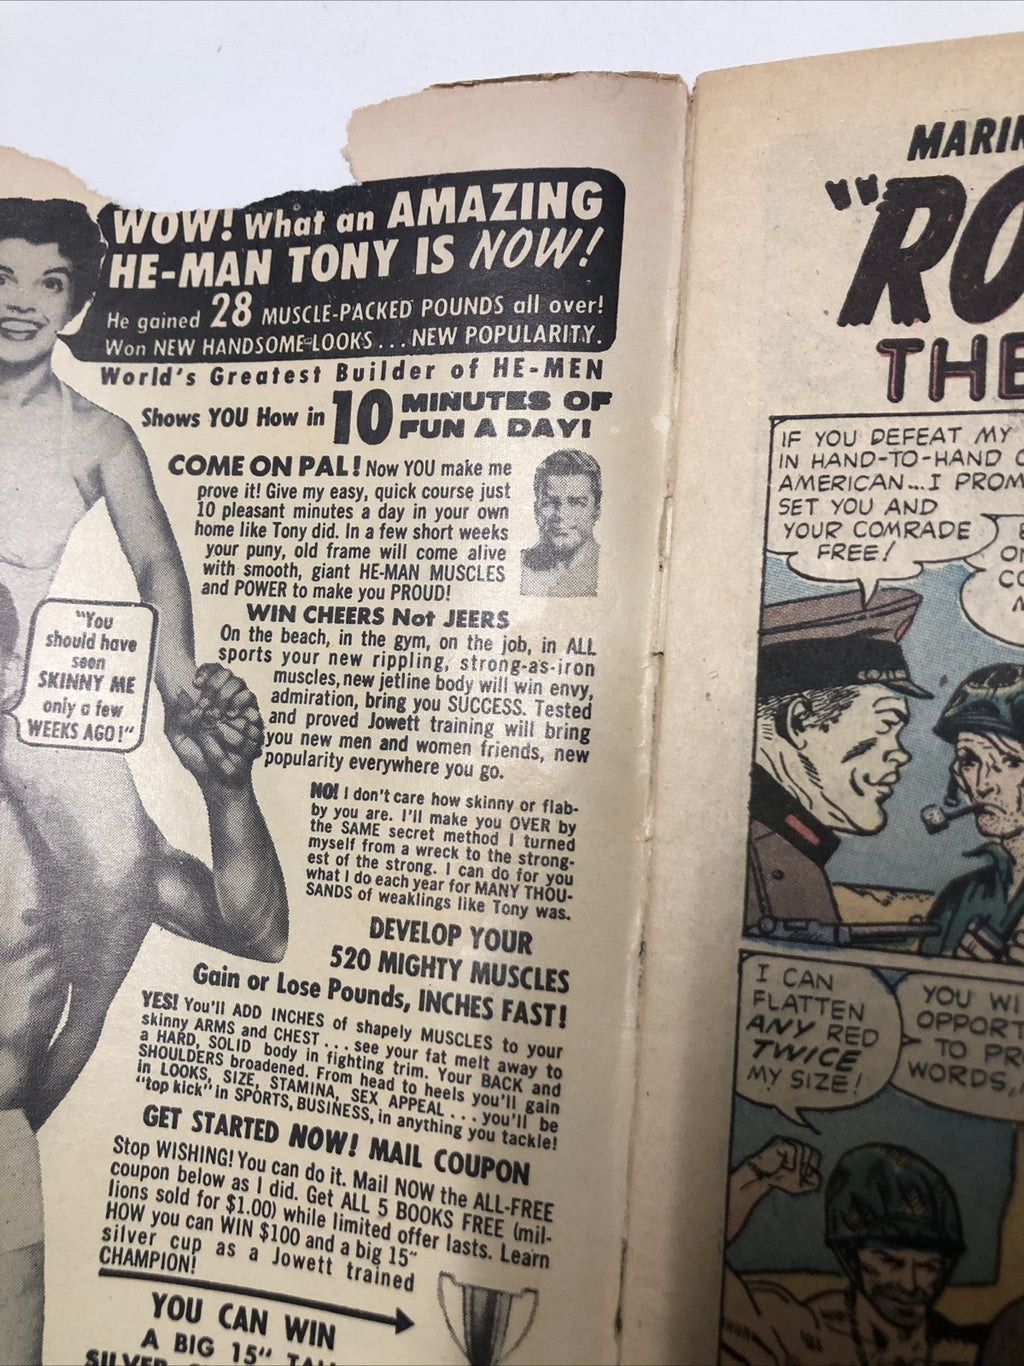 WOW! What an AMAZING
HE-MAN TONY IS NOW!
He gained 28 MUSCLE-PACKED POUNDS all over!
Won NEW HANDSOME LOOKS... NEW POPULARITY.
World's Greatest Builder of HE-MEN
Shows YOU How in 10 MINUTES OF
FUN A DAY!
COME ON PAL! Now YOU make me
prove it! Give my easy, quick course just
10 pleasant minutes a day in your own
home like Tony did. In a few short weeks
your puny, old frame will come alive
with smooth, giant HE-MAN MUSCLES
and POWER to make you PROUD!
WIN CHEERS Not JEERS
On the beach, in the gym, on the job, in ALL
sports your new rippling, strong-as-iron
muscles, new jetline body will win envy,
admiration, bring you SUCCESS. Tested
and proved Jowett training will bring
you new men and women friends, new
popularity everywhere you go.
"You
should have
seen
SKINNY ME
only a few
WEEKS AGO!"
NO! I don't care how skinny or flab-
by you are. I'll make you OVER by
the SAME secret method I turned
myself from a wreck to the strong-
est of the strong. I can do for you
what I do each year for MANY THOU-
SANDS of weaklings like Tony was.
DEVELOP YOUR
520 MIGHTY MUSCLES
Gain or Lose Pounds, INCHES FAST!
YES! You'll ADD INCHES of shapely MUSCLES to your
skinny ARMS and CHEST... see your fat melt away to
a HARD, SOLID body in fighting trim. Your BACK and
SHOULDERS broadened. From head to heels you'll gain
in LOOKS, SIZE, STAMINA, SEX APPEAL... you'll be
"top kick" in SPORTS, BUSINESS, in anything you tackle!
GET STARTED NOW! MAIL COUPON
Stop WISHING! You can do it. Mail NOW the ALL-FREE
coupon below as I did. Get ALL 5 BOOKS FREE (mil-
lions sold for $1.00) while limited offer lasts. Learn
HOW you can WIN $100 and a big 15"
silver cup as a Jowett trained
CHAMPION!
YOU CAN WIN
A BIG 15" TA
SILVER
MARIN
"RO
THE
IF YOU DEFEAT MY
IN HAND-TO-HAND C
AMERICAN... I PROM
SET YOU AND
YOUR COMRADE
FREE!
I CAN
FLATTEN
ANY RED
TWICE
MY SIZE!
YOU WI
OPPORT
TO PR
WORDS,